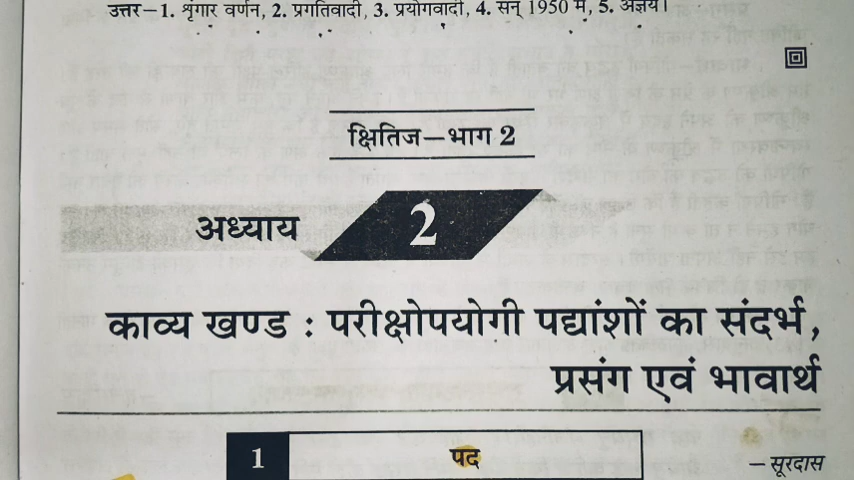 उत्तर–1. शृंगार वर्णन, 2. प्रगतिवादी, 3. प्रयोगवादी, 4. सन् 1950 में, 5. अज्ञेय।
क्षितिज–भाग 2
अध्याय 2
काव्य खण्ड : परीक्षोपयोगी पद्यांशों का संदर्भ,
प्रसंग एवं भावार्थ
1 पद –सूरदास